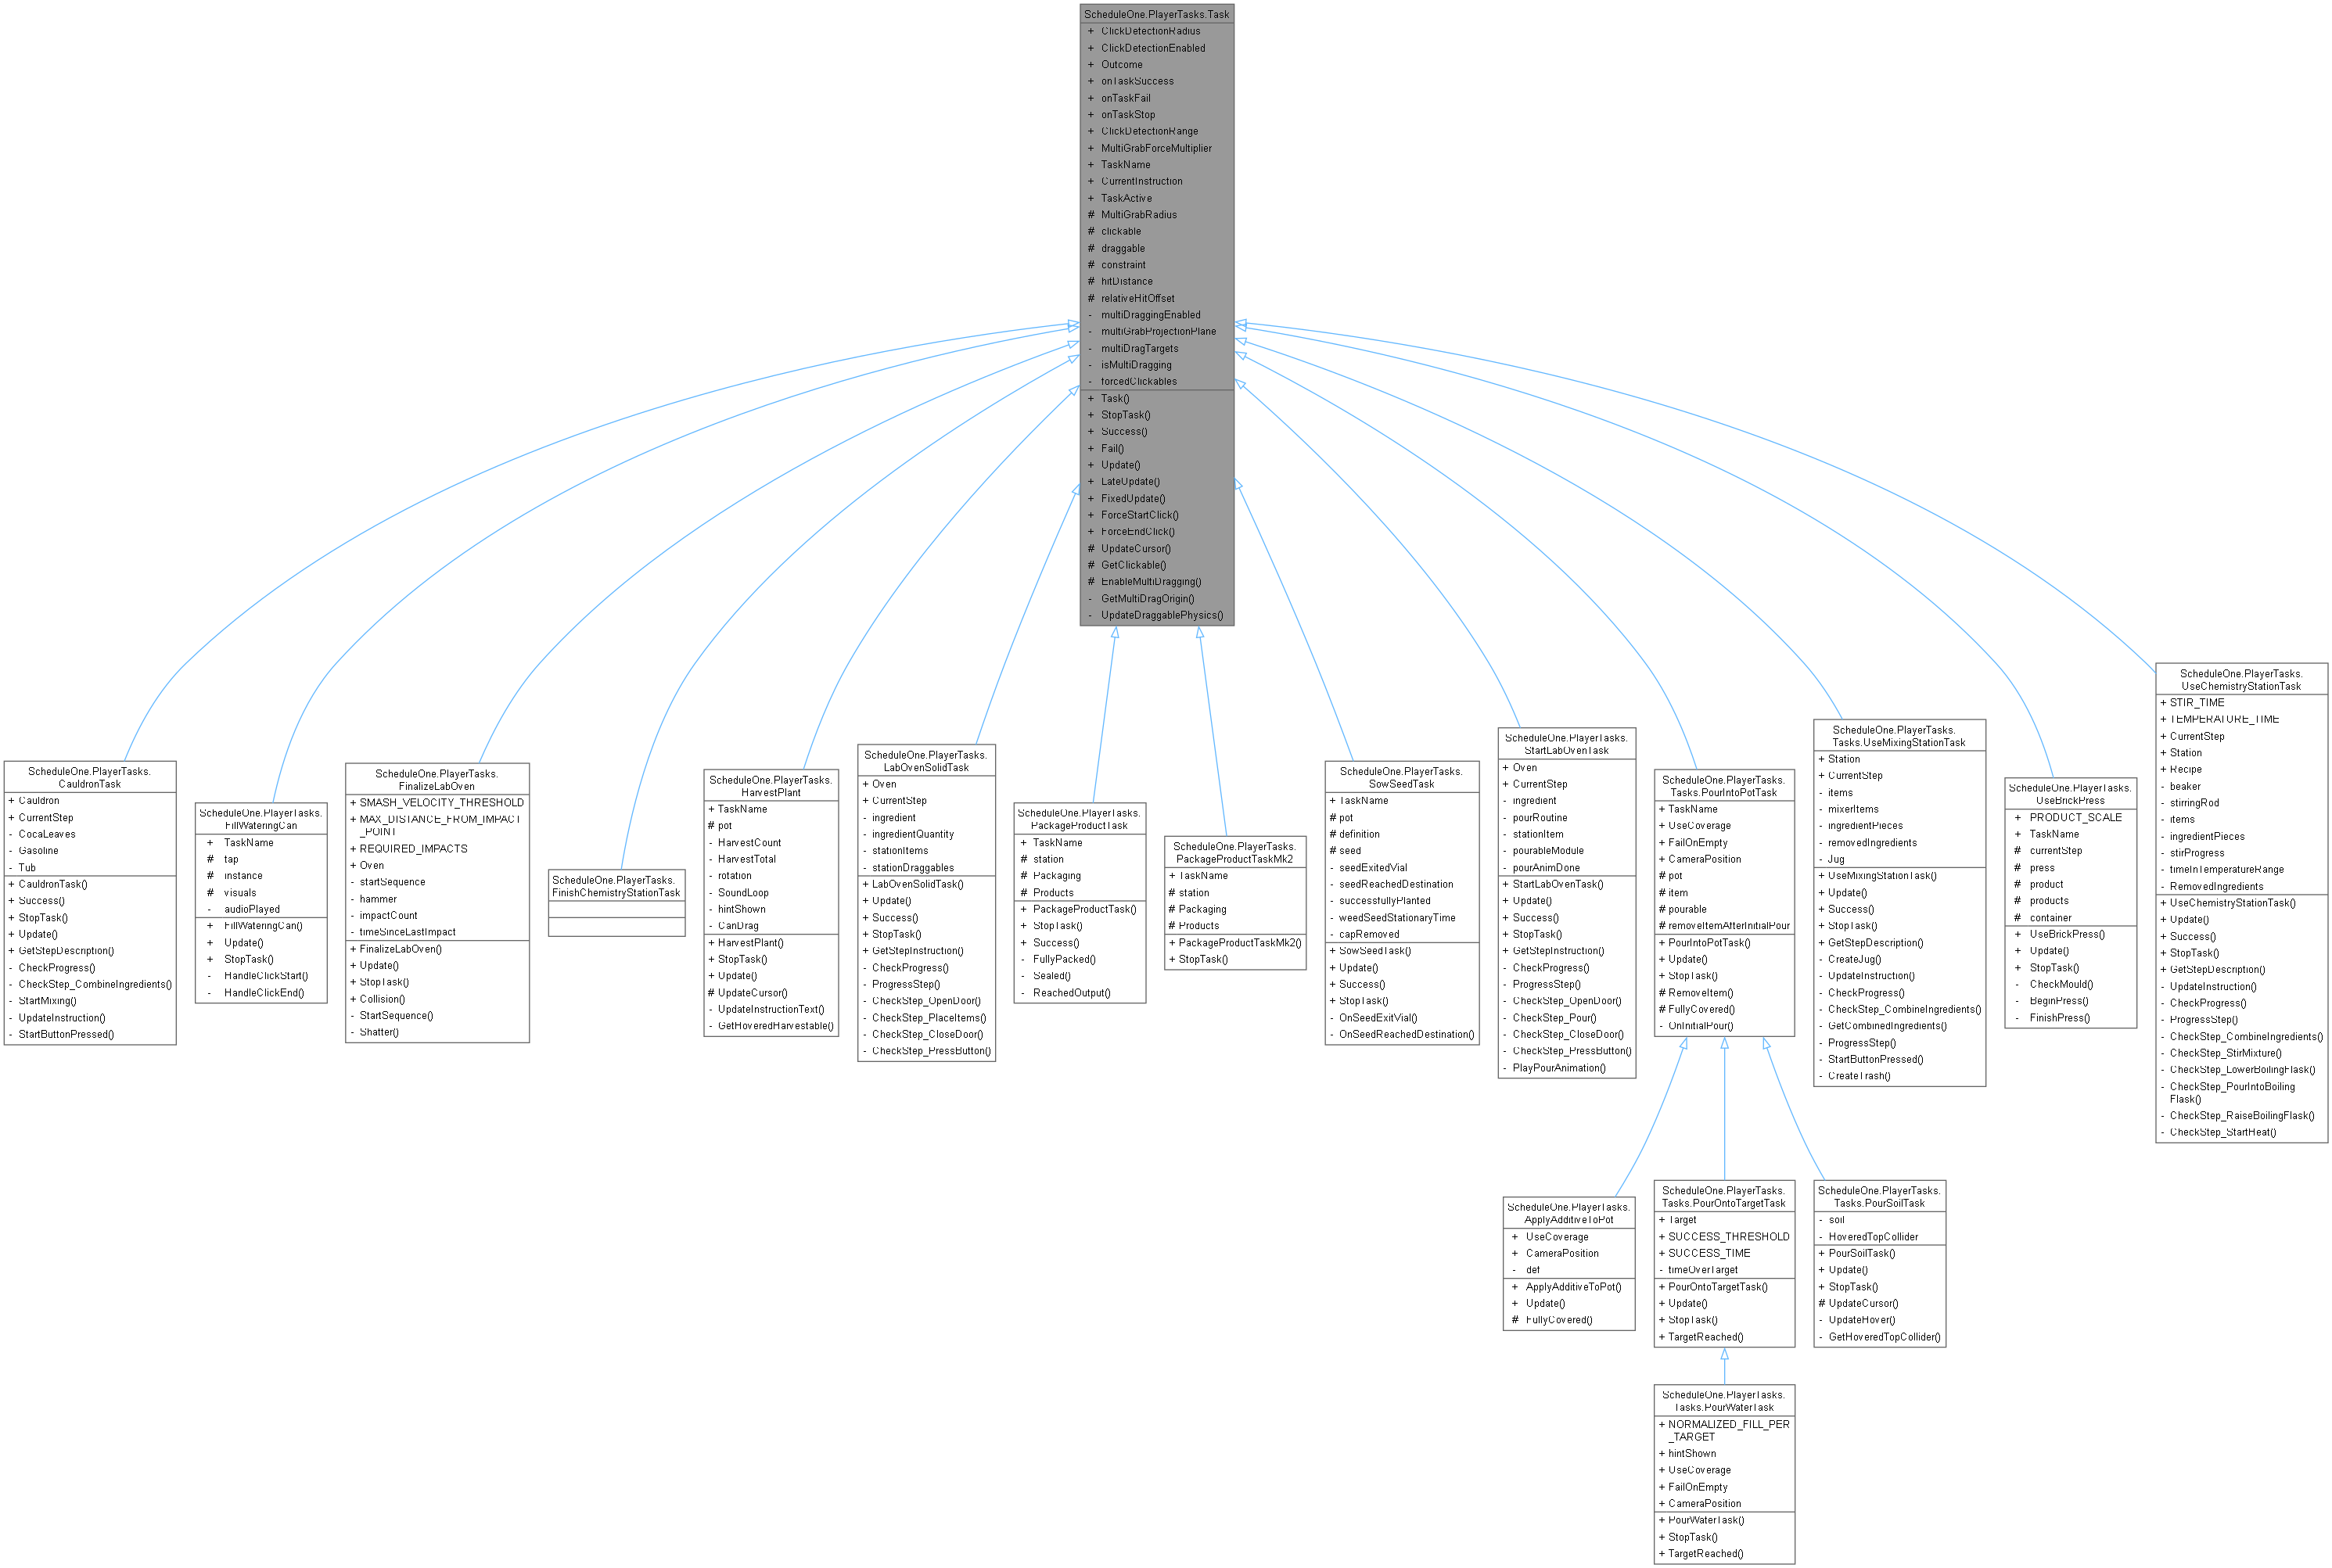 ScheduleOne.PlayerTasks.Task
+ ClickDetectionRadius
+ ClickDetectionEnabled
+ Outcome
+ onTaskSuccess
+ onTaskFail
+ onTaskStop
+ ClickDetectionRange
+ MultiGrabForceMultiplier
+ TaskName
+ CurrentInstruction
+ TaskActive
# MultiGrabRadius
# clickable
# draggable
# constraint
# hitDistance
# relativeHitOffset
- multiDraggingEnabled
- multiGrabProjectionPlane
- multiDragTargets
- isMultiDragging
- forcedClickables
+ Task()
+ StopTask()
+ Success()
+ Fail()
+ Update()
+ LateUpdate()
+ FixedUpdate()
+ ForceStartClick()
+ ForceEndClick()
# UpdateCursor()
# GetClickable()
# EnableMultiDragging()
- GetMultiDragOrigin()
- UpdateDraggablePhysics()
ScheduleOne.PlayerTasks.
CauldronTask
+ Cauldron
+ CurrentStep
- CocaLeaves
- Gasoline
- Tub
+ CauldronTask()
+ Success()
+ StopTask()
+ Update()
+ GetStepDescription()
- CheckProgress()
- CheckStep_CombineIngredients()
- StartMixing()
- UpdateInstruction()
- StartButtonPressed()
ScheduleOne.PlayerTasks.
FillWateringCan
+ TaskName
# tap
# instance
# visuals
- audioPlayed
+ FillWateringCan()
+ Update()
+ StopTask()
- HandleClickStart()
- HandleClickEnd()
ScheduleOne.PlayerTasks.
FinalizeLabOven
+ SMASH_VELOCITY_THRESHOLD
+ MAX_DISTANCE_FROM_IMPACT
_POINT
+ REQUIRED_IMPACTS
+ Oven
- startSequence
- hammer
- impactCount
- timeSinceLastImpact
+ FinalizeLabOven()
+ Update()
+ StopTask()
+ Collision()
- StartSequence()
- Shatter()
ScheduleOne.PlayerTasks.
FinishChemistryStationTask
ScheduleOne.PlayerTasks.
HarvestPlant
+ TaskName
# pot
- HarvestCount
- HarvestTotal
- rotation
- SoundLoop
- hintShown
- CanDrag
+ HarvestPlant()
+ StopTask()
+ Update()
# UpdateCursor()
- UpdateInstructionText()
- GetHoveredHarvestable()
ScheduleOne.PlayerTasks.
LabOvenSolidTask
+ Oven
+ CurrentStep
- ingredient
- ingredientQuantity
- stationItems
- stationDraggables
+ LabOvenSolidTask()
+ Update()
+ Success()
+ StopTask()
+ GetStepInstruction()
- CheckProgress()
- ProgressStep()
- CheckStep_OpenDoor()
- CheckStep_PlaceItems()
- CheckStep_CloseDoor()
- CheckStep_PressButton()
ScheduleOne.PlayerTasks.
PackageProductTask
+ TaskName
# station
# Packaging
# Products
+ PackageProductTask()
+ StopTask()
+ Success()
- FullyPacked()
- Sealed()
- ReachedOutput()
ScheduleOne.PlayerTasks.
PackageProductTaskMk2
+ TaskName
# station
# Packaging
# Products
+ PackageProductTaskMk2()
+ StopTask()
ScheduleOne.PlayerTasks.
SowSeedTask
+ TaskName
# pot
# definition
# seed
- seedExitedVial
- seedReachedDestination
- successfullyPlanted
- weedSeedStationaryTime
- capRemoved
+ SowSeedTask()
+ Update()
+ Success()
+ StopTask()
- OnSeedExitVial()
- OnSeedReachedDestination()
ScheduleOne.PlayerTasks.
StartLabOvenTask
+ Oven
+ CurrentStep
- ingredient
- pourRoutine
- stationItem
- pourableModule
- pourAnimDone
+ StartLabOvenTask()
+ Update()
+ Success()
+ StopTask()
+ GetStepInstruction()
- CheckProgress()
- ProgressStep()
- CheckStep_OpenDoor()
- CheckStep_Pour()
- CheckStep_CloseDoor()
- CheckStep_PressButton()
- PlayPourAnimation()
ScheduleOne.PlayerTasks.
Tasks.PourIntoPotTask
+ TaskName
+ UseCoverage
+ FailOnEmpty
+ CameraPosition
# pot
# item
# pourable
# removeItemAfterInitialPour
+ PourIntoPotTask()
+ Update()
+ StopTask()
# RemoveItem()
# FullyCovered()
- OnInitialPour()
ScheduleOne.PlayerTasks.
Tasks.UseMixingStationTask
+ Station
+ CurrentStep
- items
- mixerItems
- ingredientPieces
- removedIngredients
- Jug
+ UseMixingStationTask()
+ Update()
+ Success()
+ StopTask()
+ GetStepDescription()
- CreateJug()
- UpdateInstruction()
- CheckProgress()
- CheckStep_CombineIngredients()
- GetCombinedIngredients()
- ProgressStep()
- StartButtonPressed()
- CreateTrash()
ScheduleOne.PlayerTasks.
UseBrickPress
+ PRODUCT_SCALE
+ TaskName
# currentStep
# press
# product
# products
# container
+ UseBrickPress()
+ Update()
+ StopTask()
- CheckMould()
- BeginPress()
- FinishPress()
ScheduleOne.PlayerTasks.
UseChemistryStationTask
+ STIR_TIME
+ TEMPERATURE_TIME
+ CurrentStep
+ Station
+ Recipe
- beaker
- stirringRod
- items
- ingredientPieces
- stirProgress
- timeInTemperatureRange
- RemovedIngredients
+ UseChemistryStationTask()
+ Update()
+ Success()
+ StopTask()
+ GetStepDescription()
- UpdateInstruction()
- CheckProgress()
- ProgressStep()
- CheckStep_CombineIngredients()
- CheckStep_StirMixture()
- CheckStep_LowerBoilingFlask()
- CheckStep_PourIntoBoiling
Flask()
- CheckStep_RaiseBoilingFlask()
- CheckStep_StartHeat()
ScheduleOne.PlayerTasks.
ApplyAdditiveToPot
+ UseCoverage
+ CameraPosition
- def
+ ApplyAdditiveToPot()
+ Update()
# FullyCovered()
ScheduleOne.PlayerTasks.
Tasks.PourOntoTargetTask
+ Target
+ SUCCESS_THRESHOLD
+ SUCCESS_TIME
- timeOverTarget
+ PourOntoTargetTask()
+ Update()
+ StopTask()
+ TargetReached()
ScheduleOne.PlayerTasks.
Tasks.PourSoilTask
- soil
- HoveredTopCollider
+ PourSoilTask()
+ Update()
+ StopTask()
# UpdateCursor()
- UpdateHover()
- GetHoveredTopCollider()
ScheduleOne.PlayerTasks.
Tasks.PourWaterTask
+ NORMALIZED_FILL_PER
_TARGET
+ hintShown
+ UseCoverage
+ FailOnEmpty
+ CameraPosition
+ PourWaterTask()
+ StopTask()
+ TargetReached()